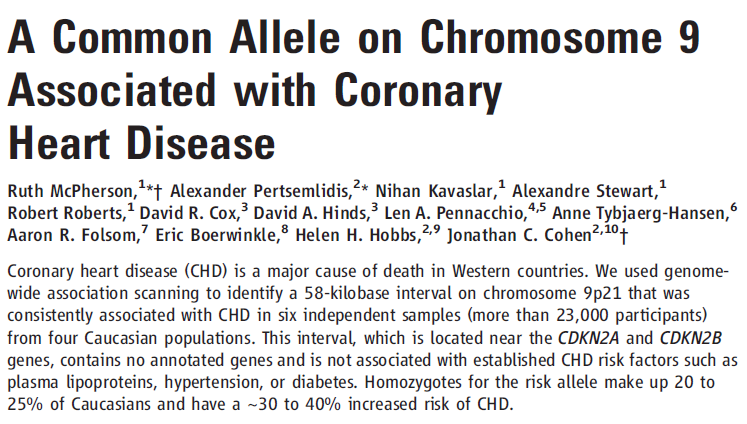 A Common Allele on Chromosome 9
Associated with Coronary
Heart Disease
Ruth McPherson,1*† Alexander Pertsemlidis,2* Nihan Kavaslar,1 Alexandre Stewart,1
Robert Roberts,1 David R. Cox,3 David A. Hinds,3 Len A. Pennacchio,4,5 Anne Tybjaerg-Hansen,6
Aaron R. Folsom,7 Eric Boerwinkle,8 Helen H. Hobbs,2,9 Jonathan C. Cohen2,10†
Coronary heart disease (CHD) is a major cause of death in Western countries. We used genome-
wide association scanning to identify a 58-kilobase interval on chromosome 9p21 that was
consistently associated with CHD in six independent samples (more than 23,000 participants)
from four Caucasian populations. This interval, which is located near the CDKN2A and CDKN2B
genes, contains no annotated genes and is not associated with established CHD risk factors such as
plasma lipoproteins, hypertension, or diabetes. Homozygotes for the risk allele make up 20 to
25% of Caucasians and have a ~30 to 40% increased risk of CHD.